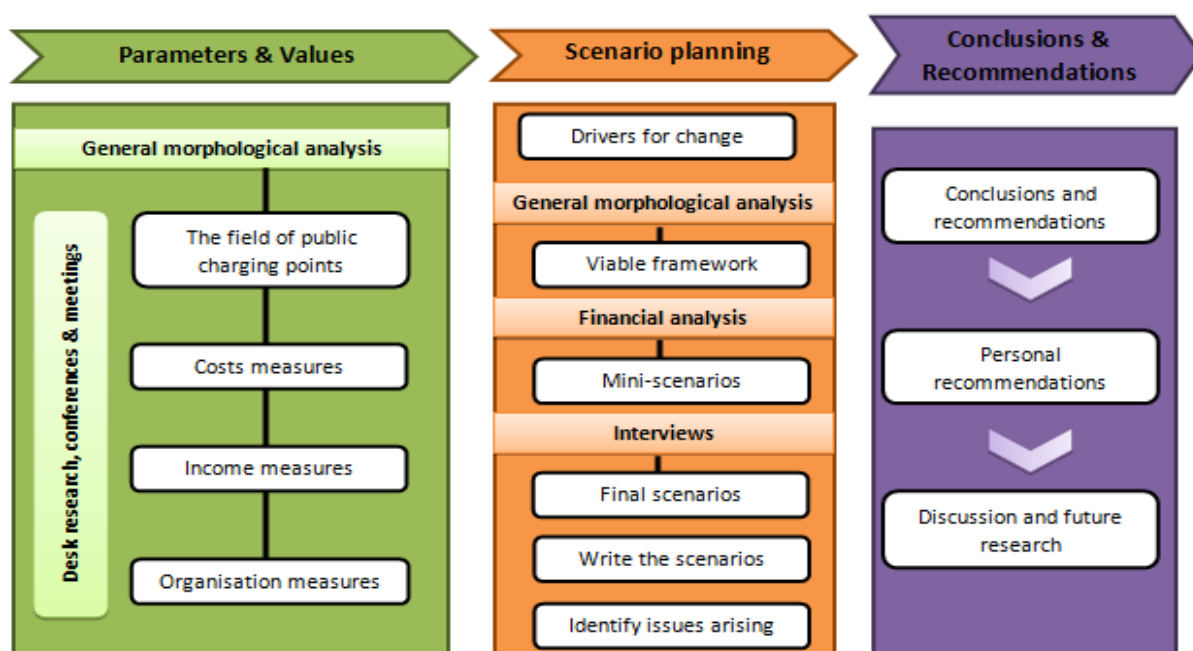 Parameters & Values
General morphological analysis
Desk research, conferences & meetings
The field of public
charging points
Costs measures
Income measures
Organisation measures
Scenario planning
Drivers for change
General morphological analysis
Viable framework
Financial analysis
Mini-scenarios
Interviews
Final scenarios
Write the scenarios
Identify issues arising
Conclusions &
Recommendations
Conclusions and
recommendations
Personal
recommendations
Discussion and future
research